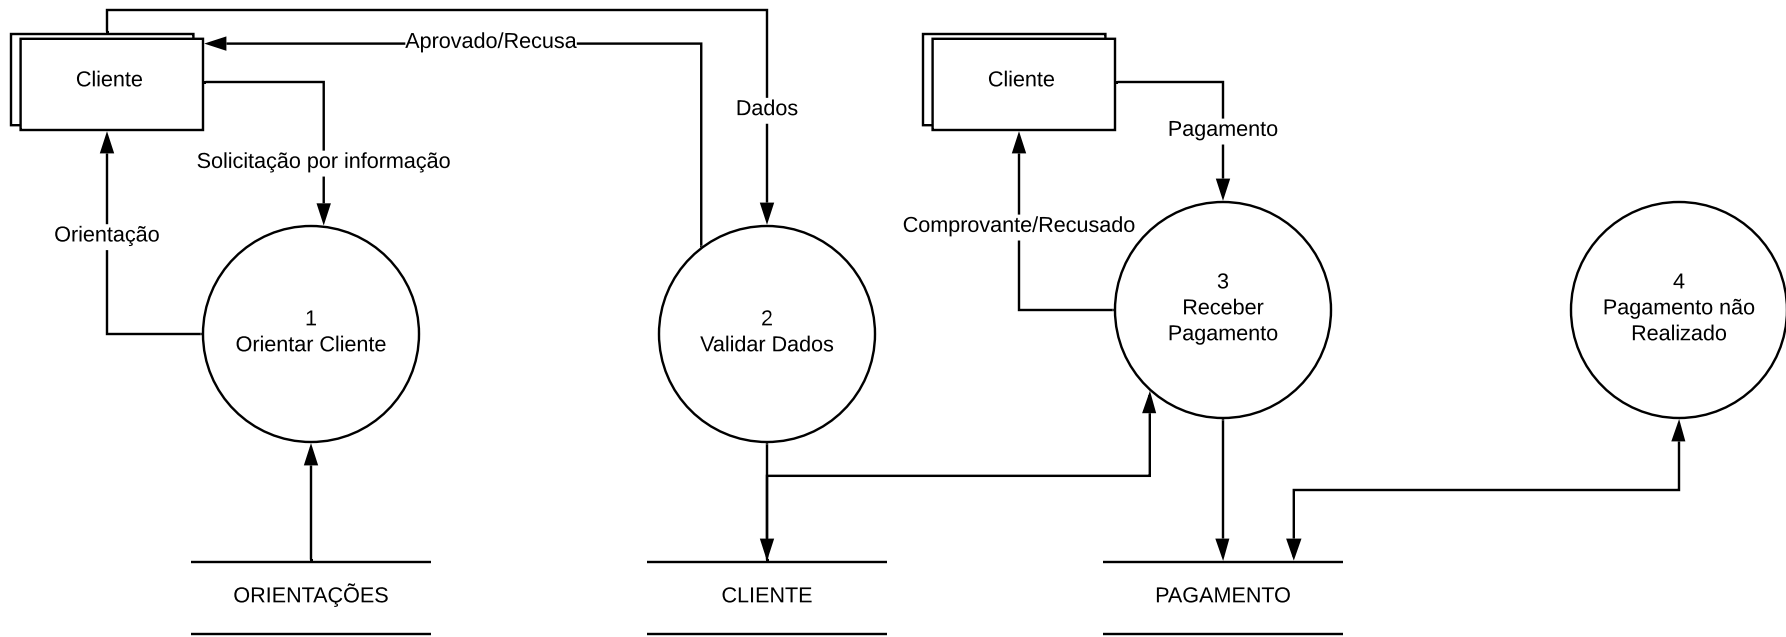 Aprovado/Recusa
Cliente
Cliente
Dados
Pagamento
Solicitação por informação
Comprovante/Recusado
Orientação
1
Orientar Cliente
2
Validar Dados
3
Receber
Pagamento
4
Pagamento não
Realizado
ORIENTAÇÕES
CLIENTE
PAGAMENTO